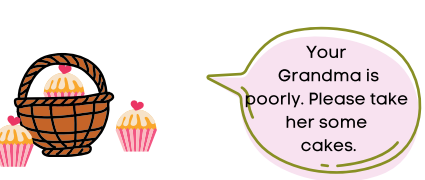 Your
Grandma is
poorly. Please take
her some
cakes.